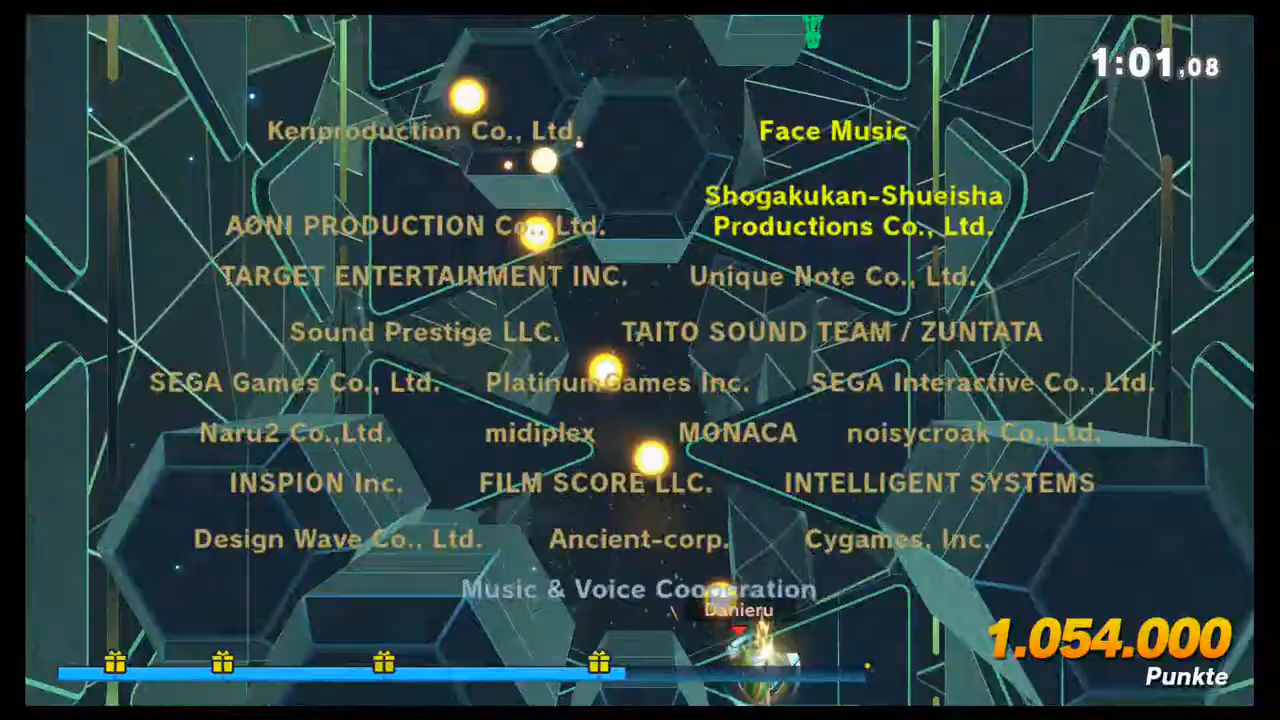 1:01,08
Kenproduction Co., Ltd. Face Music
Shogakukan-Shueisha
Productions Co., Ltd.
AONI PRODUCTION Co., Ltd.
TARGET ENTERTAINMENT INC. Unique Note Co., Ltd.
Sound Prestige LLC. TAITO SOUND TEAM / ZUNTATA
SEGA Games Co., Ltd. PlatinumGames Inc. SEGA Interactive Co., Ltd.
Naru2 Co.,Ltd. midiplex MONACA noisycroak Co.,Ltd.
INSPION Inc. FILM SCORE LLC. INTELLIGENT SYSTEMS
Design Wave Co., Ltd. Ancient-corp. Cygames, Inc.
Music & Voice Cooperation
Danieru
1.054.000
Punkte